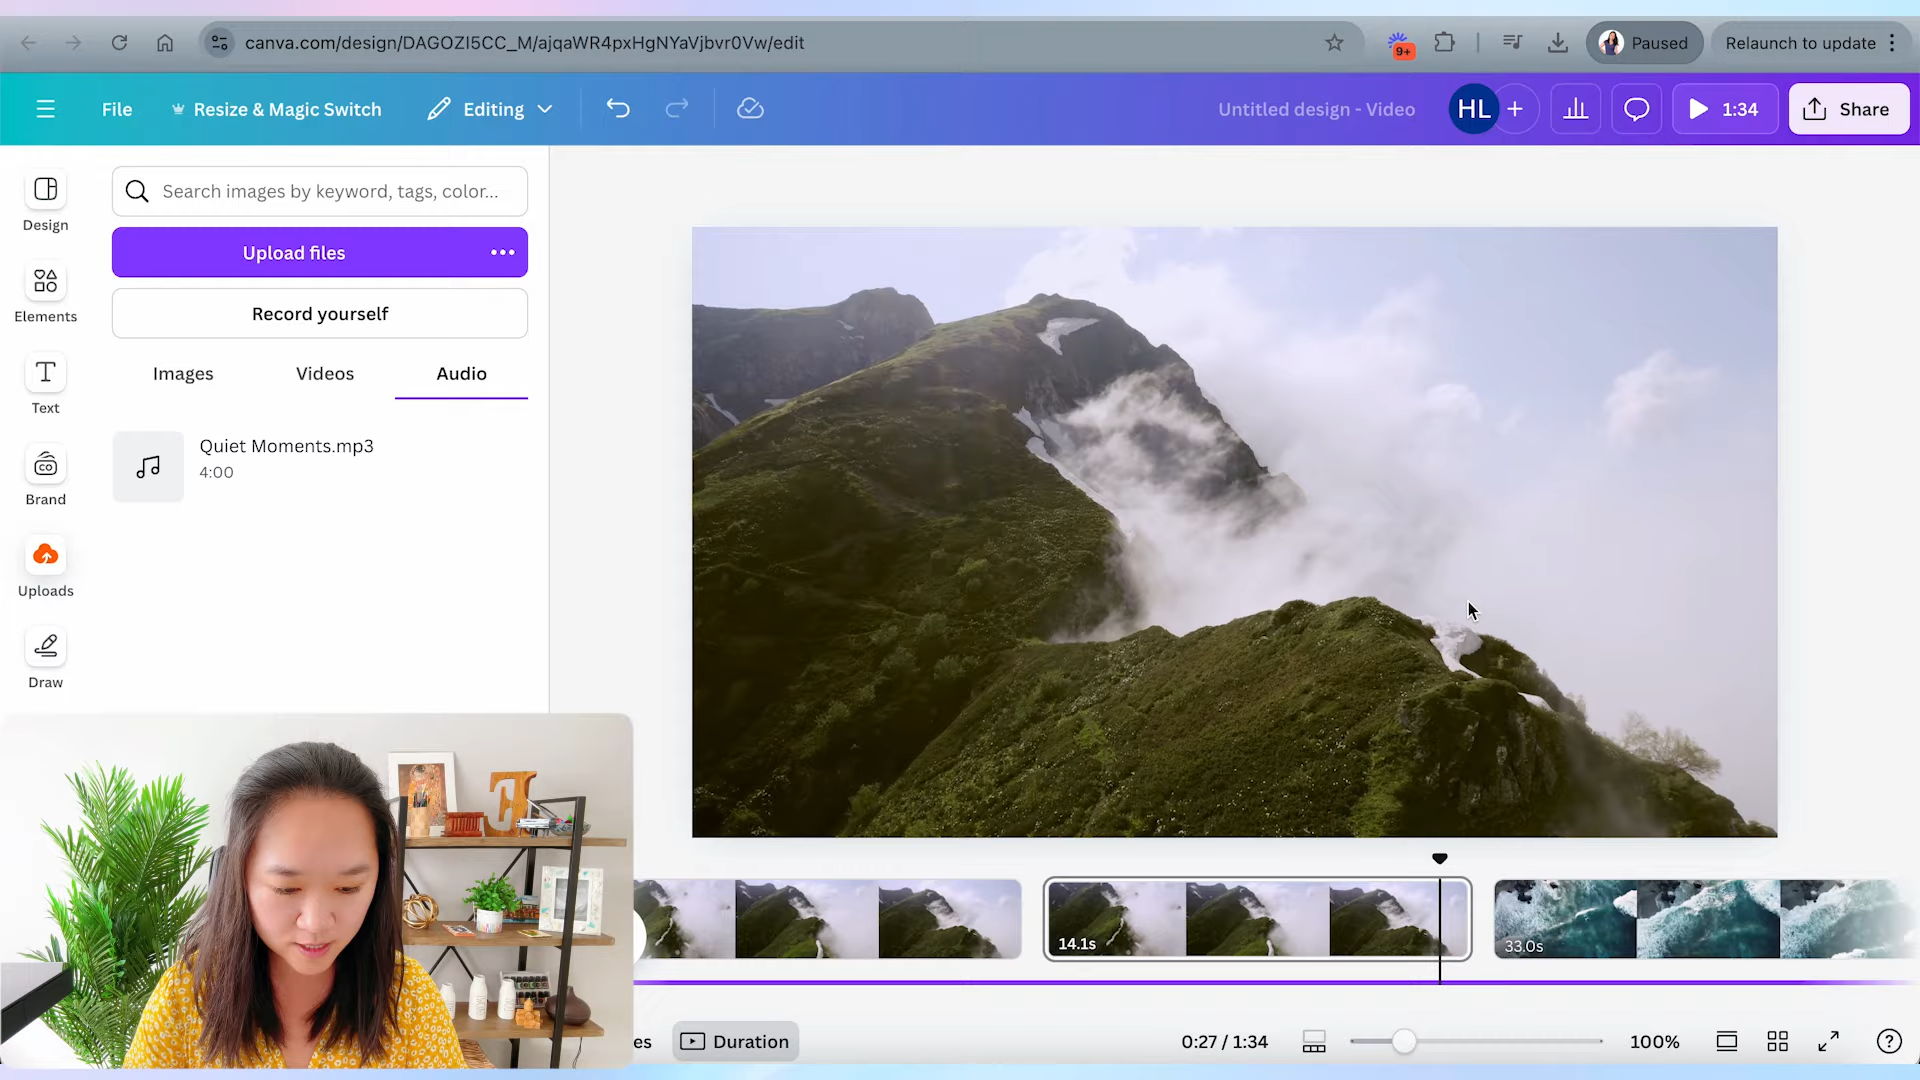 canva.com/design/DAGOZI5CC_M/ajqaWR4pxHgNYaVjbvr0Vw/edit
9+
Paused
Relaunch to update
File
Resize & Magic Switch
Editing
Untitled design - Video
HL
1:34
Share
Design
Elements
Text
Brand
Uploads
Draw
Search images by keyword, tags, color...
Upload files
Record yourself
Images
Videos
Audio
Quiet Moments.mp3
4:00
14.1s
33.0s
es
Duration
0:27 / 1:34
100%